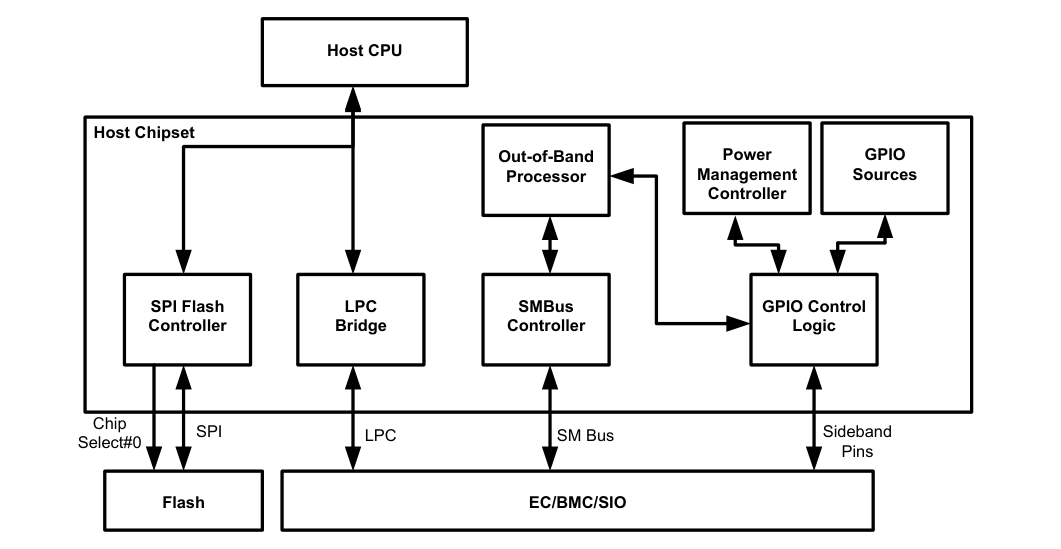 Host CPU
Host Chipset
Out-of-Band
Processor
Power
Management
Controller
GPIO
Sources
SPI Flash
Controller
LPC
Bridge
SMBus
Controller
GPIO Control
Logic
Chip
Select#0
SPI
LPC
SM Bus
Sideband
Pins
Flash
EC/BMC/SIO